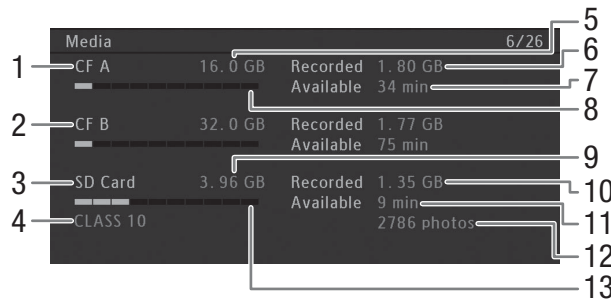 5
Media 6/26
6
1 CF A 16.0 GB Recorded 1.80 GB
Available 34 min 7
8
2 CF B 32.0 GB Recorded 1.77 GB
Available 75 min
9
3 SD Card 3.96 GB Recorded 1.35 GB 10
Available 9 min 11
4 CLASS 10 2786 photos
12
13